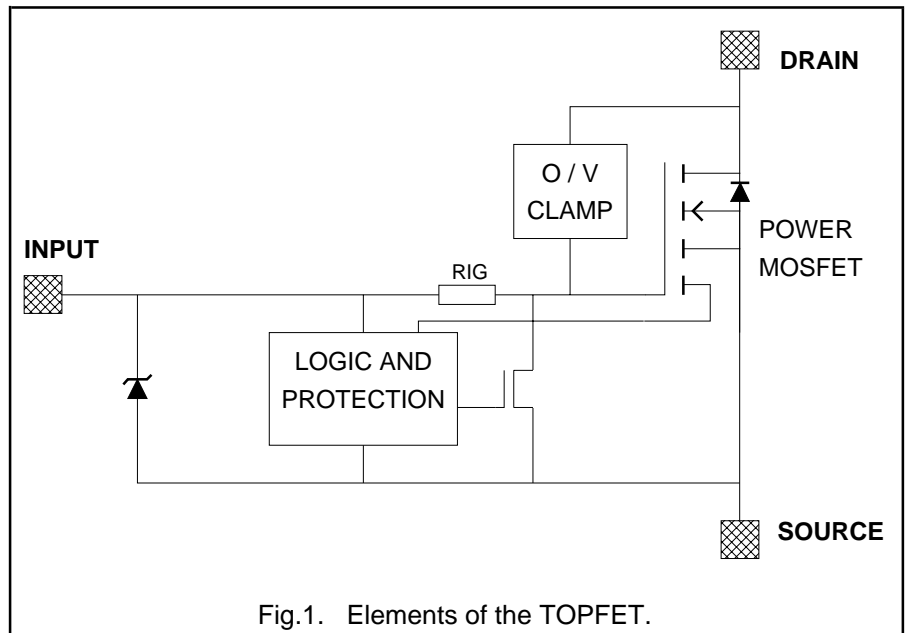 DRAIN
O / V
CLAMP
POWER
MOSFET
INPUT
RIG
LOGIC AND
PROTECTION
SOURCE
Fig.1. Elements of the TOPFET.